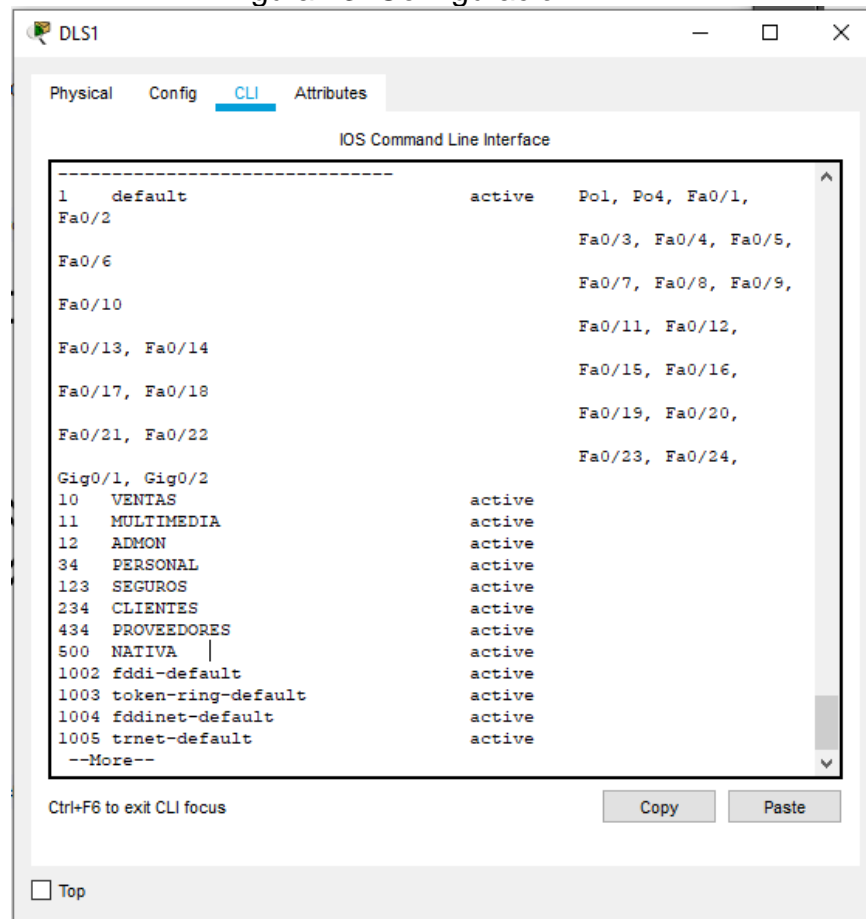 DLS1
Physical Config CLI Attributes
IOS Command Line Interface
--------------------------------
1    default                          active    Po1, Po4, Fa0/1,
Fa0/2
                                                Fa0/3, Fa0/4, Fa0/5,
Fa0/6
                                                Fa0/7, Fa0/8, Fa0/9,
Fa0/10
                                                Fa0/11, Fa0/12,
Fa0/13, Fa0/14
                                                Fa0/15, Fa0/16,
Fa0/17, Fa0/18
                                                Fa0/19, Fa0/20,
Fa0/21, Fa0/22
                                                Fa0/23, Fa0/24,
Gig0/1, Gig0/2
10   VENTAS                           active
11   MULTIMEDIA                       active
12   ADMON                            active
34   PERSONAL                         active
123  SEGUROS                          active
234  CLIENTES                         active
434  PROVEEDORES                      active
500  NATIVA                           active
1002 fddi-default                     active
1003 token-ring-default               active
1004 fddinet-default                  active
1005 trnet-default                    active
--More--
Ctrl+F6 to exit CLI focus
Copy Paste
Top